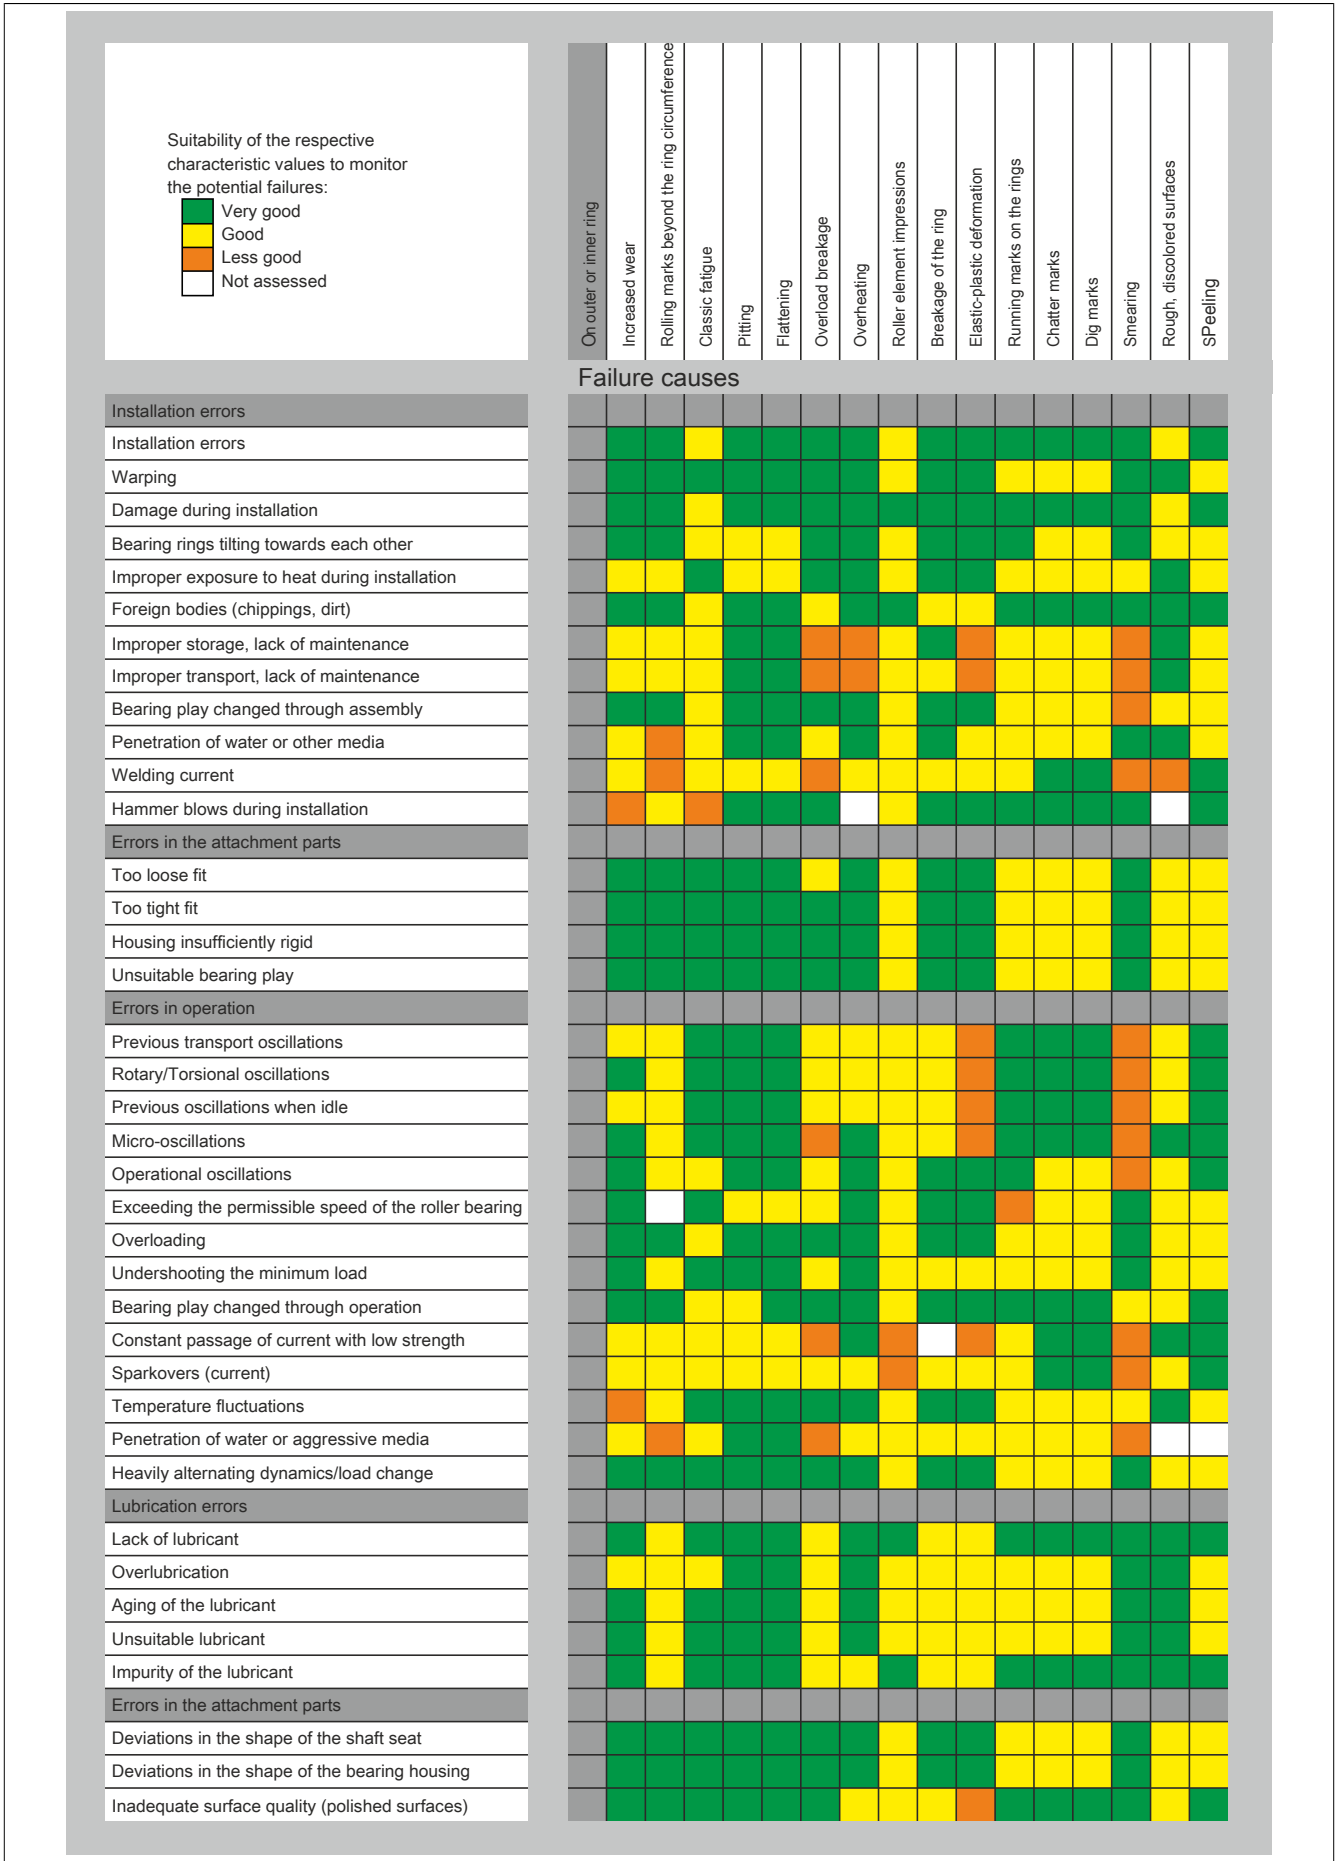 Suitability of the respective
characteristic values to monitor
the potential failures:
Very good
Good
Less good
Not assessed
On outer or inner ring
Increased wear
Rolling marks beyond the ring circumference
Classic fatigue
Pitting
Flattening
Overload breakage
Overheating
Roller element impressions
Breakage of the ring
Elastic-plastic deformation
Running marks on the rings
Chatter marks
Dig marks
Smearing
Rough, discolored surfaces
SPeeling
Failure causes
Installation errors
Installation errors
Warping
Damage during installation
Bearing rings tilting towards each other
Improper exposure to heat during installation
Foreign bodies (chippings, dirt)
Improper storage, lack of maintenance
Improper transport, lack of maintenance
Bearing play changed through assembly
Penetration of water or other media
Welding current
Hammer blows during installation
Errors in the attachment parts
Too loose fit
Too tight fit
Housing insufficiently rigid
Unsuitable bearing play
Errors in operation
Previous transport oscillations
Rotary/Torsional oscillations
Previous oscillations when idle
Micro-oscillations
Operational oscillations
Exceeding the permissible speed of the roller bearing
Overloading
Undershooting the minimum load
Bearing play changed through operation
Constant passage of current with low strength
Sparkovers (current)
Temperature fluctuations
Penetration of water or aggressive media
Heavily alternating dynamics/load change
Lubrication errors
Lack of lubricant
Overlubrication
Aging of the lubricant
Unsuitable lubricant
Impurity of the lubricant
Errors in the attachment parts
Deviations in the shape of the shaft seat
Deviations in the shape of the bearing housing
Inadequate surface quality (polished surfaces)